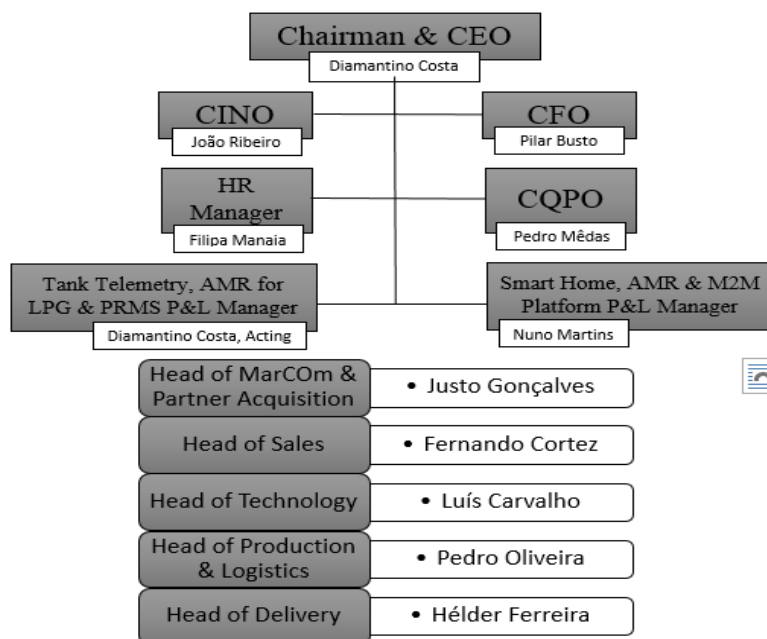 Chairman & CEO
Diamantino Costa
CINO
João Ribeiro
CFO
Pilar Busto
HR
Manager
Filipa Manaia
CQPO
Pedro Mêdas
Tank Telemetry, AMR for
LPG & PRMS P&L Manager
Diamantino Costa, Acting
Smart Home, AMR & M2M
Platform P&L Manager
Nuno Martins
Head of MarCOm &
Partner Acquisition
• Justo Gonçalves
Head of Sales
• Fernando Cortez
Head of Technology
• Luís Carvalho
Head of Production
& Logistics
• Pedro Oliveira
Head of Delivery
• Hélder Ferreira